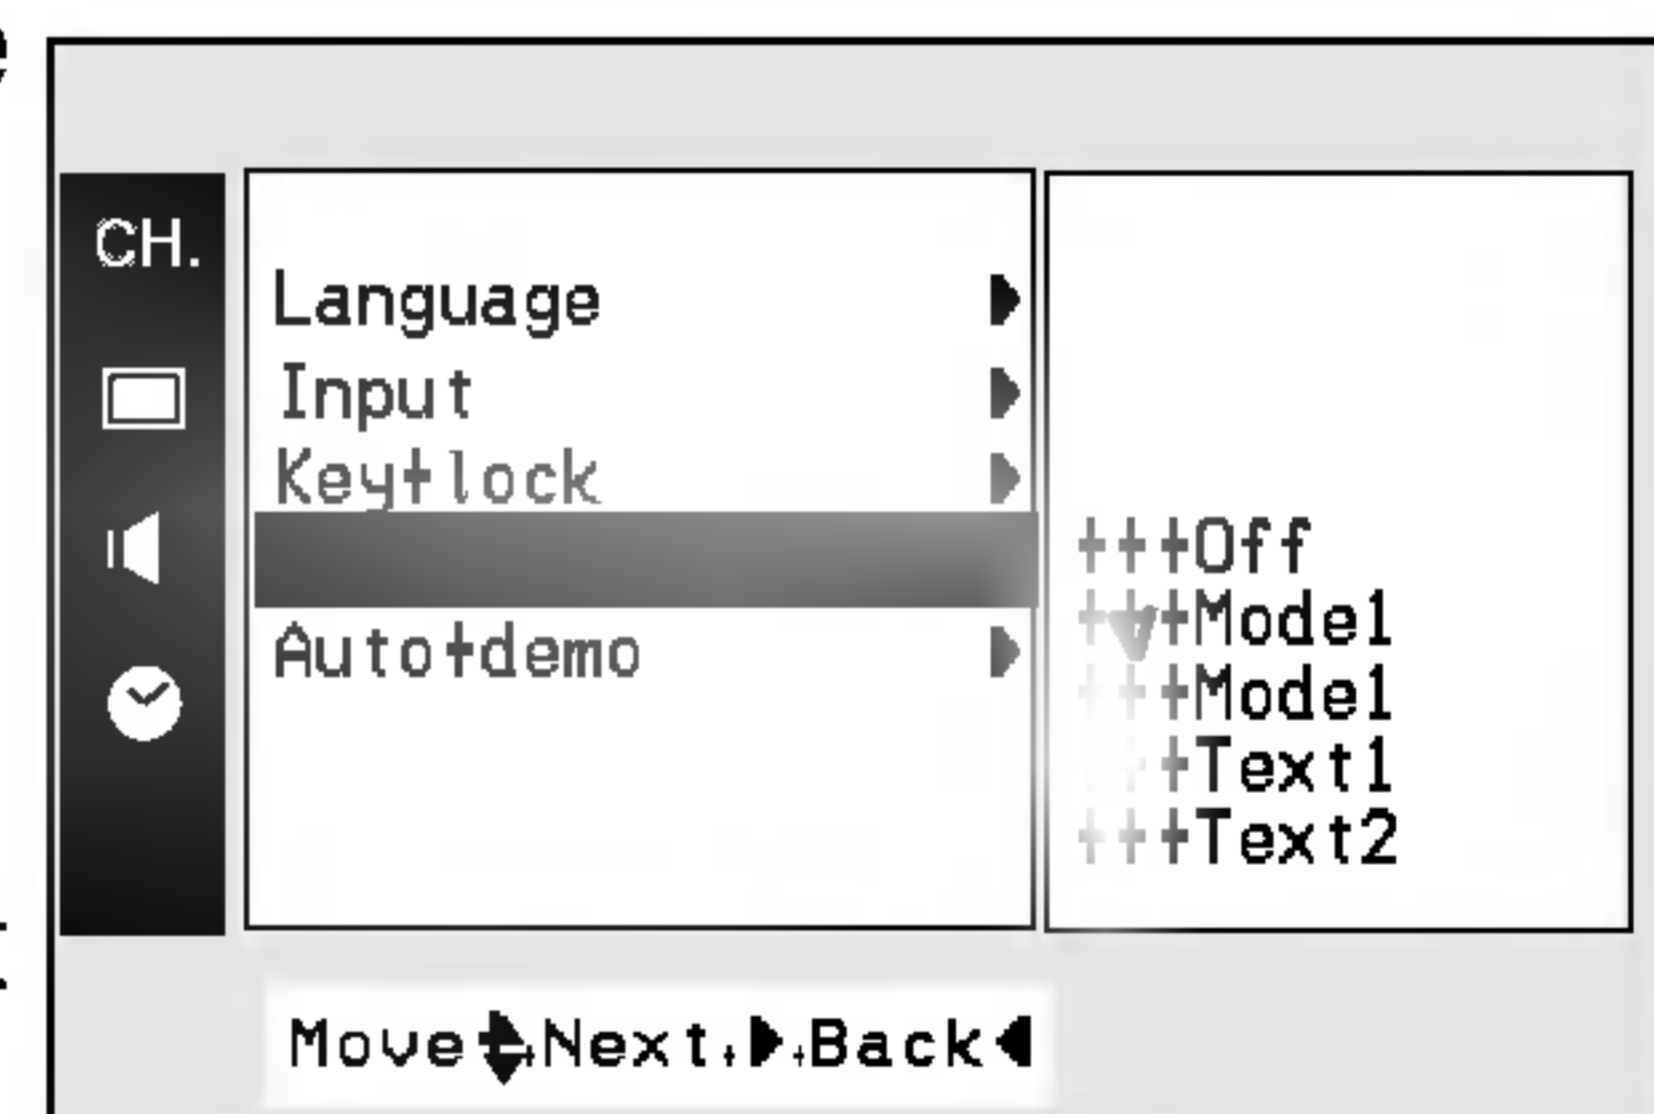 CH.
Language
Input
Key lock
Auto demo
Off
Mode1
Mode1
Text1
Text2
Move Next Back